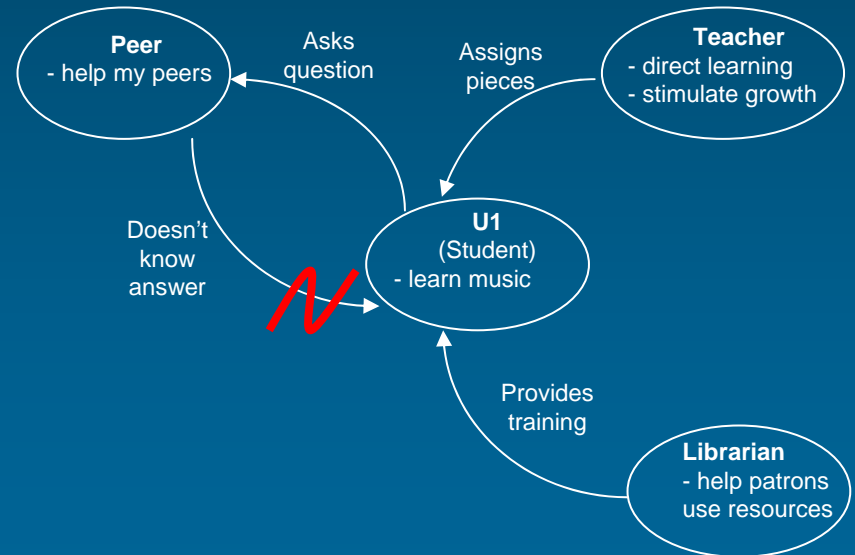 Peer
- help my peers
Asks
question
Assigns
pieces
Teacher
- direct learning
- stimulate growth
Doesn’t
know
answer
U1
(Student)
- learn music
Provides
training
Librarian
- help patrons
use resources